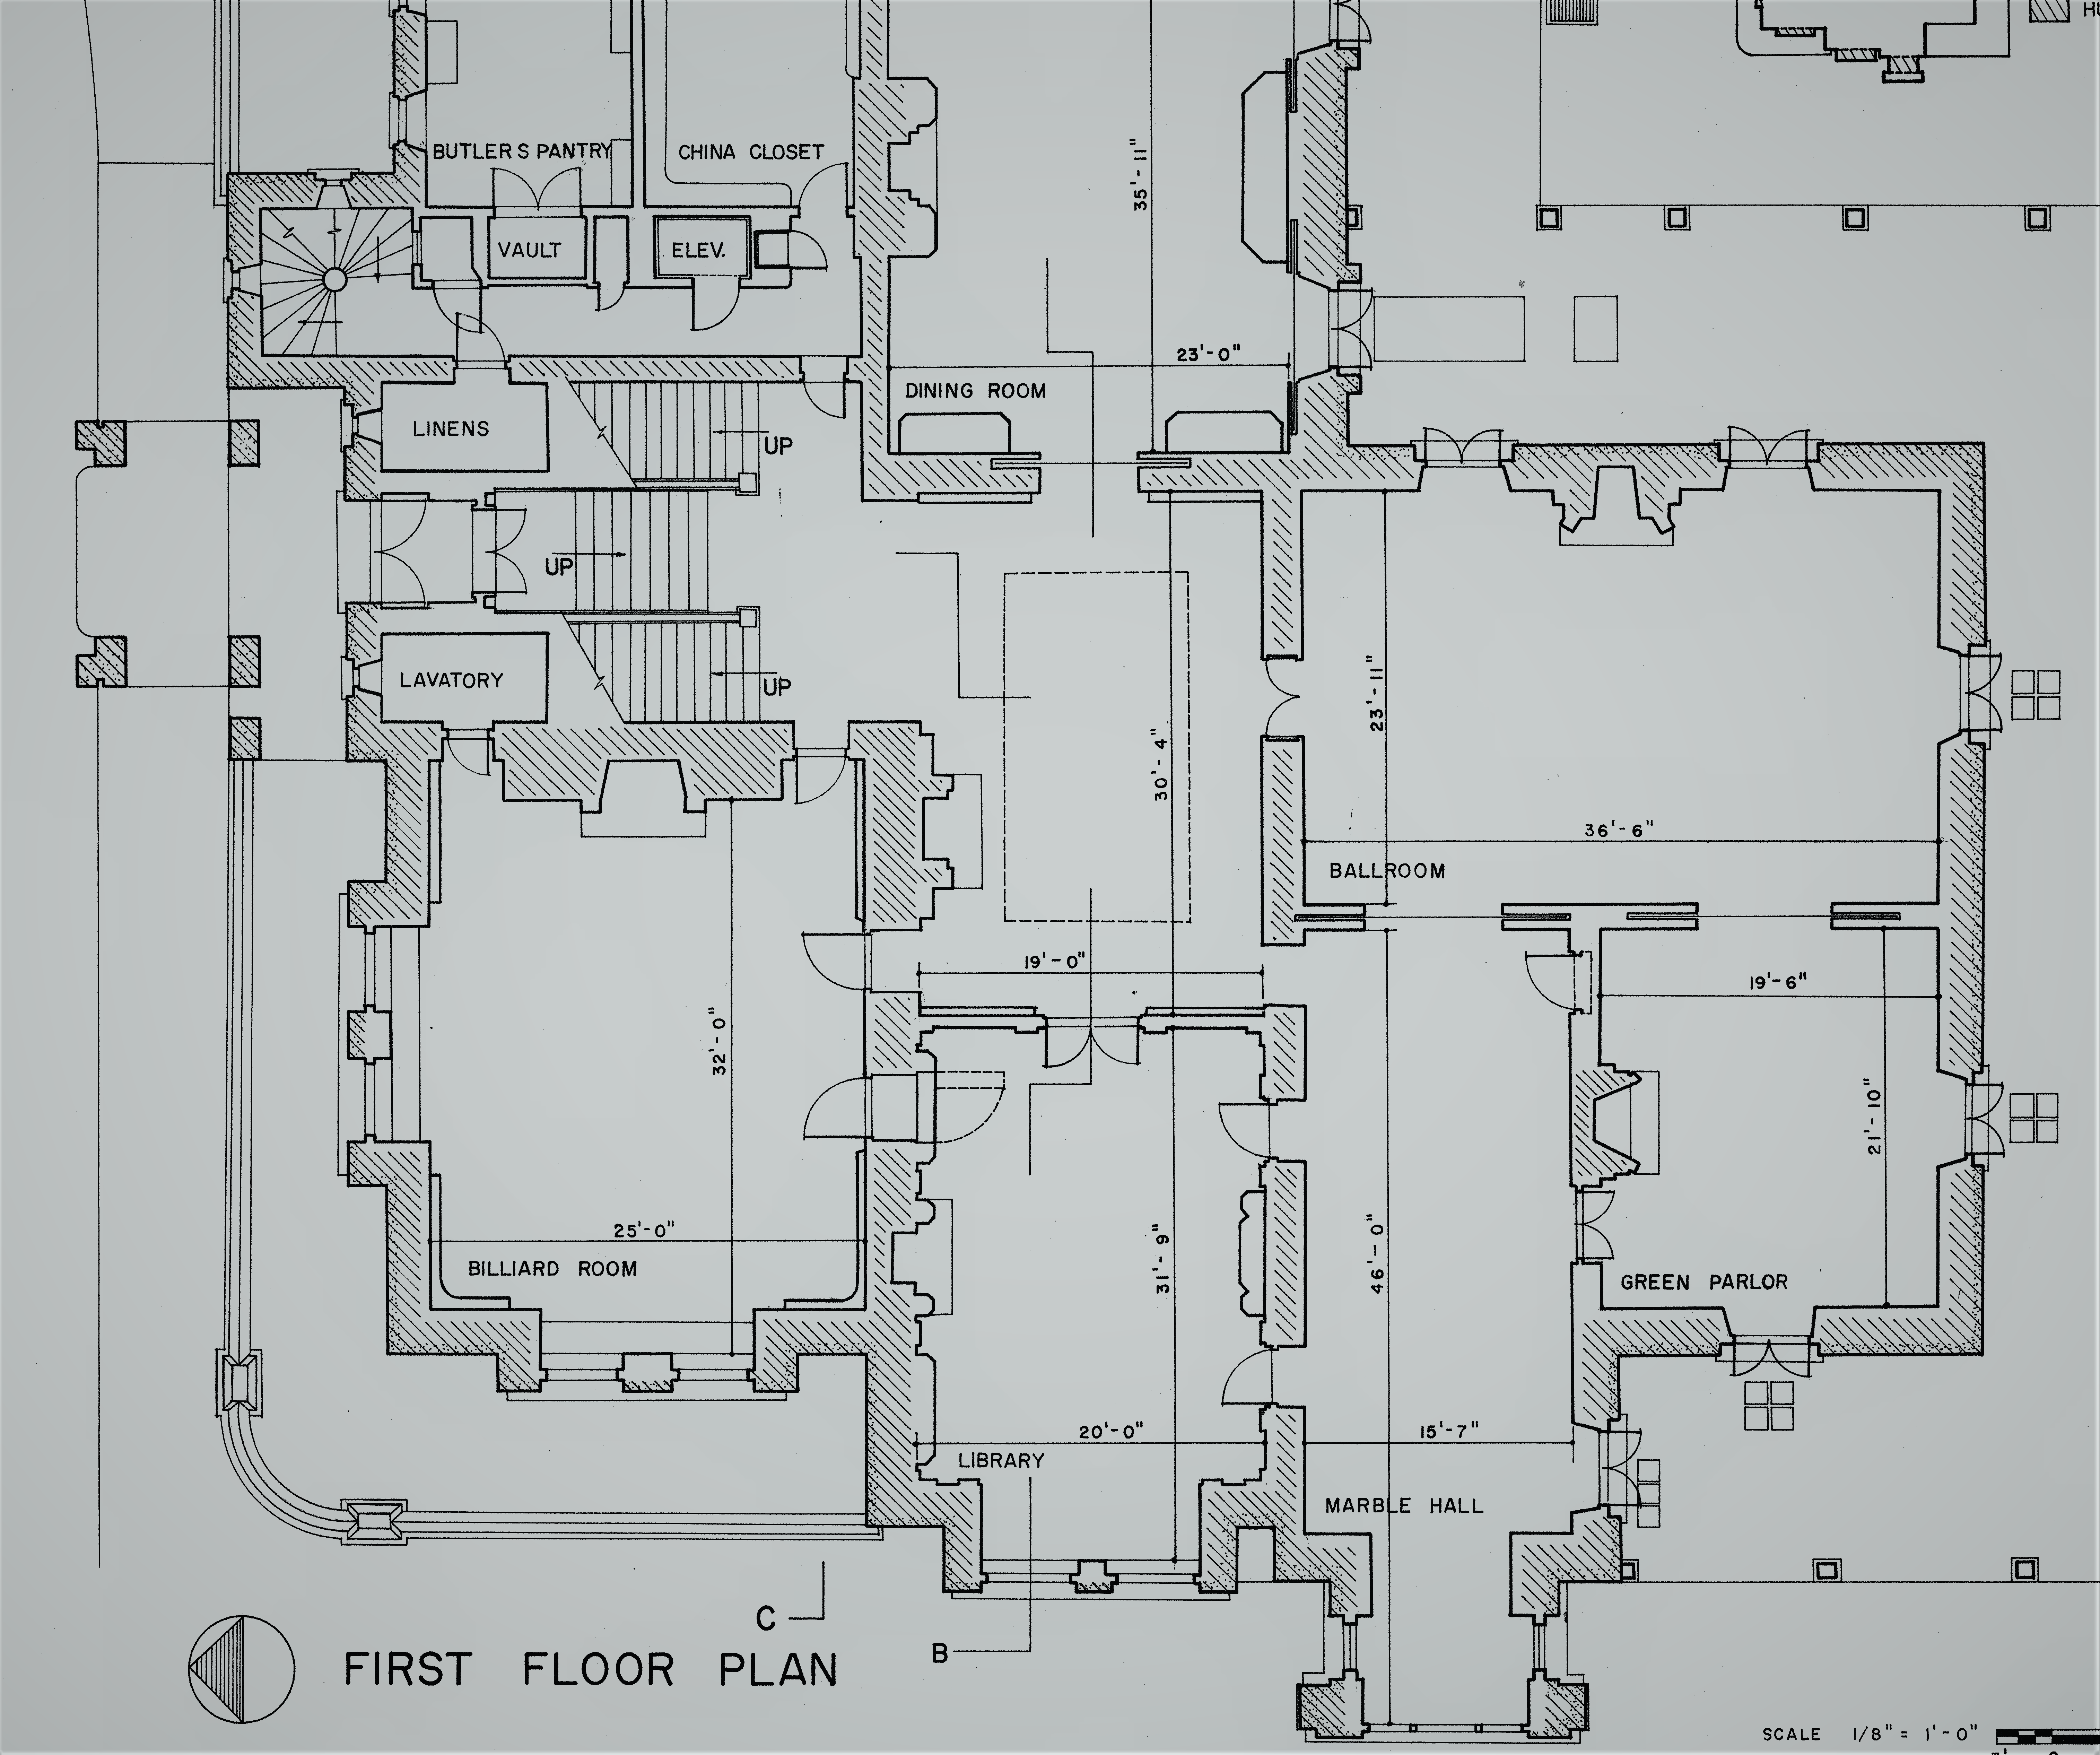 HU
BUTLERS PANTRY
CHINA CLOSET
35'-11"
VAULT
ELEV.
23'-0"
DINING ROOM
LINENS
UP
UP
LAVATORY
UP
23'-11"
30'-4"
36'-6"
BALLROOM
19'-0"
19'-6"
32'-0"
21'-10"
25'-0"
BILLIARD ROOM
31'-9"
46'-0"
GREEN PARLOR
20'-0"
15'-7"
LIBRARY
MARBLE HALL
C
B
FIRST FLOOR PLAN
SCALE 1/8" = 1'-0"